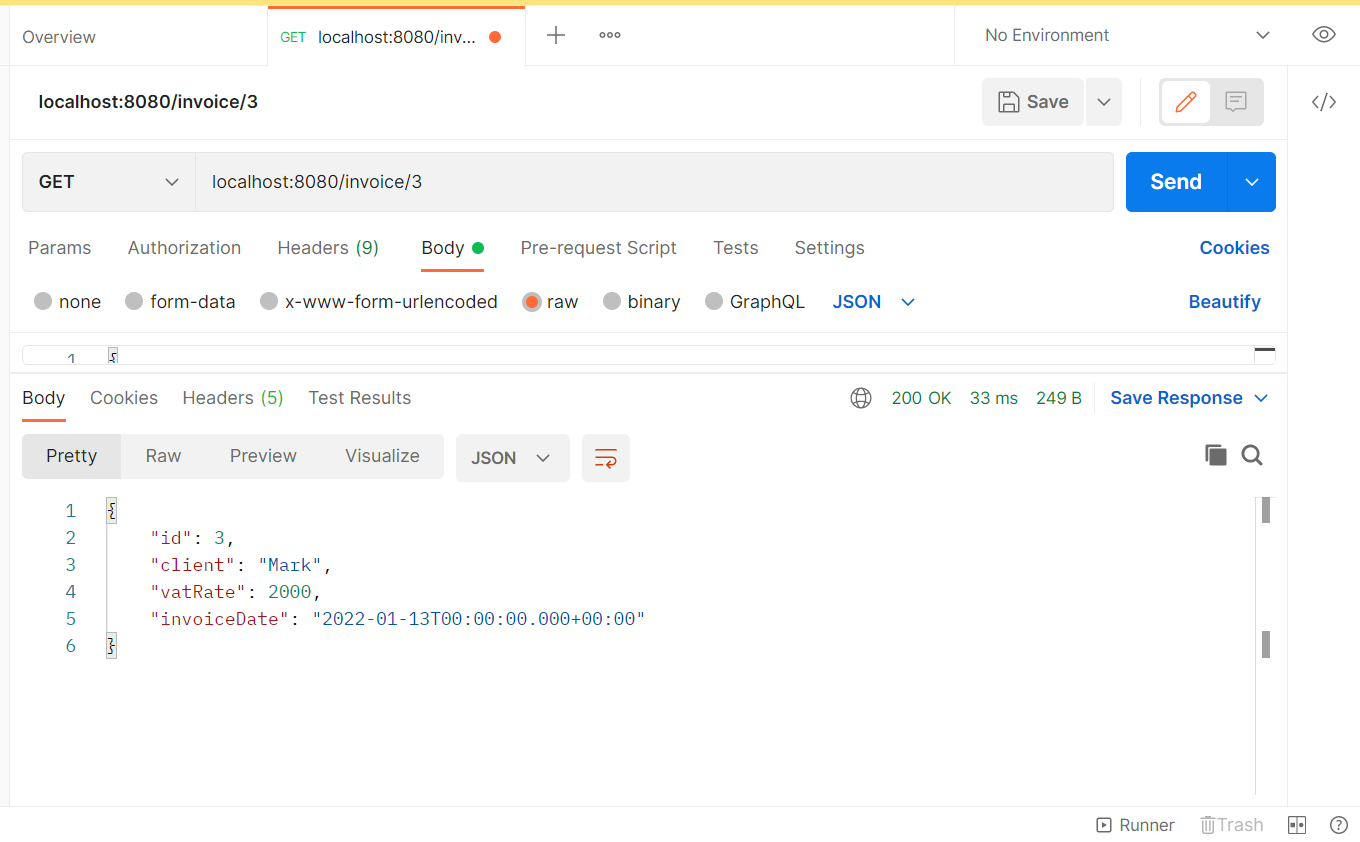 Overview GET localhost:8080/inv... No Environment
localhost:8080/invoice/3 Save </>
GET localhost:8080/invoice/3 Send
Params Authorization Headers (9) Body Pre-request Script Tests Settings Cookies
none form-data x-www-form-urlencoded raw binary GraphQL JSON Beautify
1 {
Body Cookies Headers (5) Test Results 200 OK 33 ms 249 B Save Response
Pretty Raw Preview Visualize JSON
1 {
2 "id": 3,
3 "client": "Mark",
4 "vatRate": 2000,
5 "invoiceDate": "2022-01-13T00:00:00.000+00:00"
6 }
Runner Trash ?